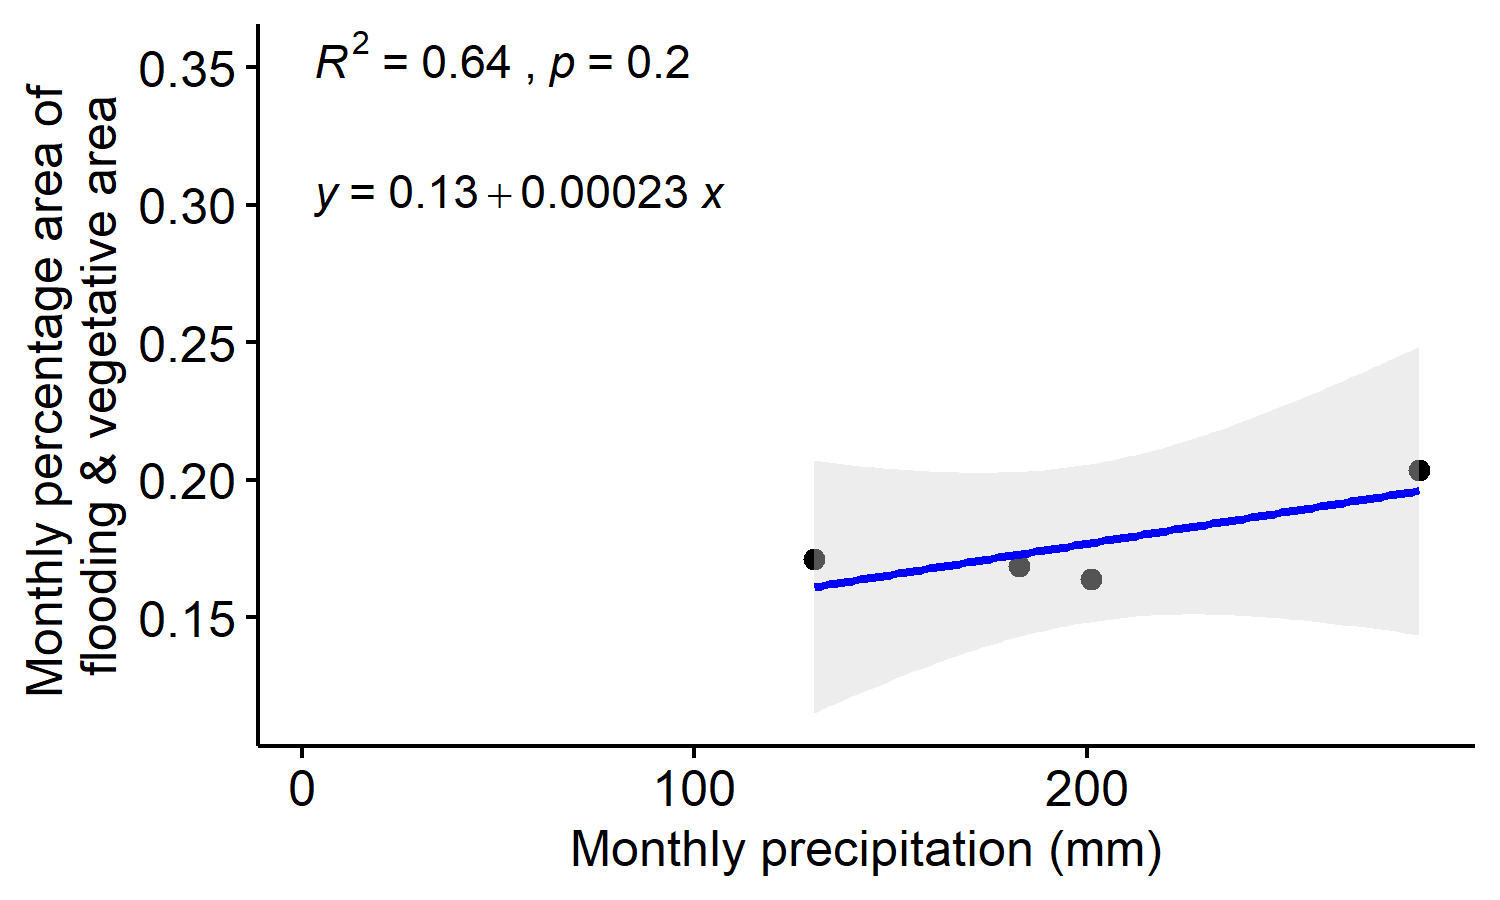 Monthly percentage area of
flooding & vegetative area
0.35
0.30
0.25
0.20
0.15
R² = 0.64 , p = 0.2
y = 0.13 + 0.00023 x
0 100 200
Monthly precipitation (mm)